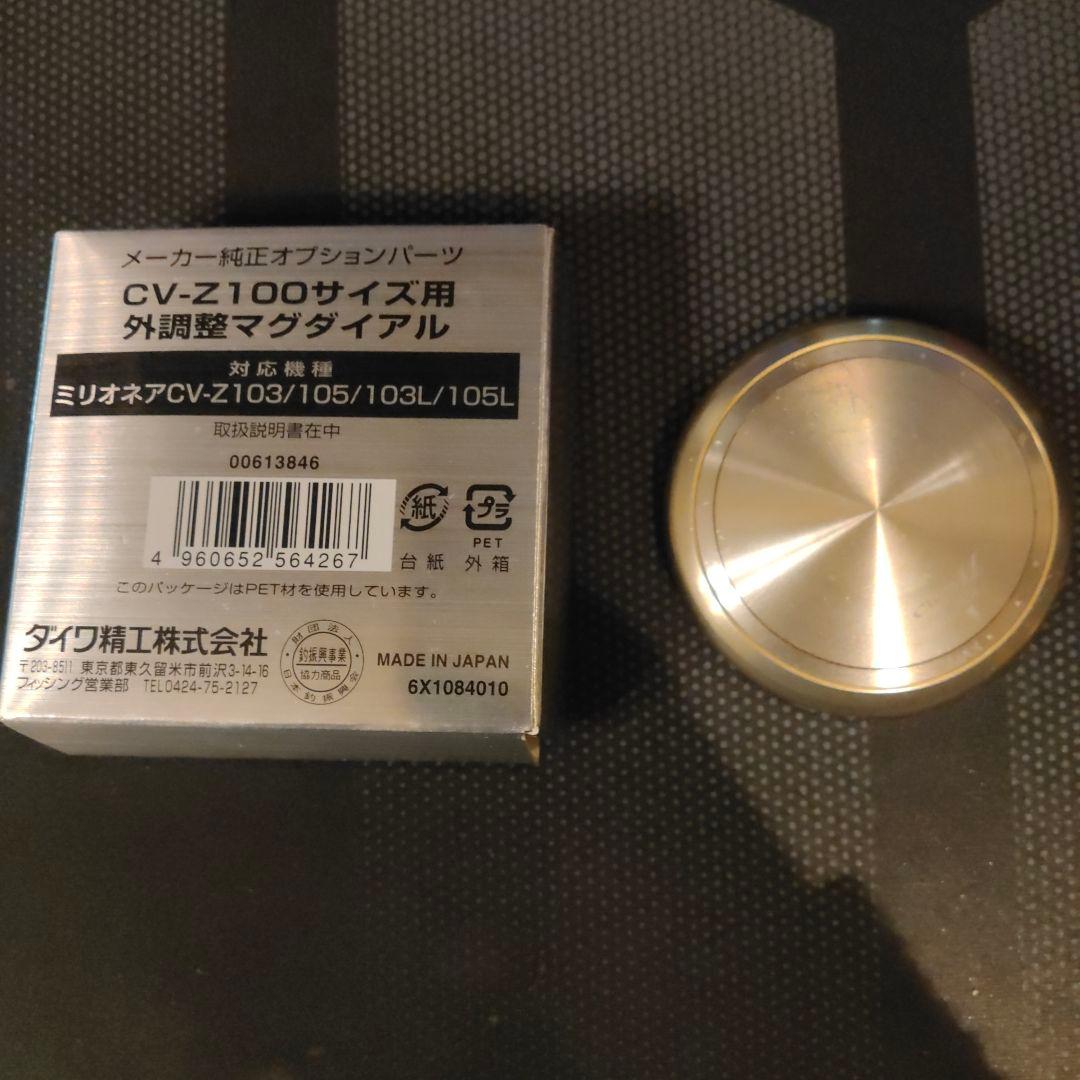 メーカー純正オプションパーツ
CV-Z100サイズ用
外調整マグダイアル
対応機種
ミリオネアCV-Z103/105/103L/105L
取扱説明書在中
00613846
4 960652 564267
紙
台紙
プラ
PET
外箱
このパッケージはPET材を使用しています。
ダイワ精工株式会社
〒203-8511 東京都東久留米市前沢3-14-16
フィッシング営業部 TEL0424-75-2127
財団法人
釣振興事業
協力商品
日本釣振興会
MADE IN JAPAN
6X1084010